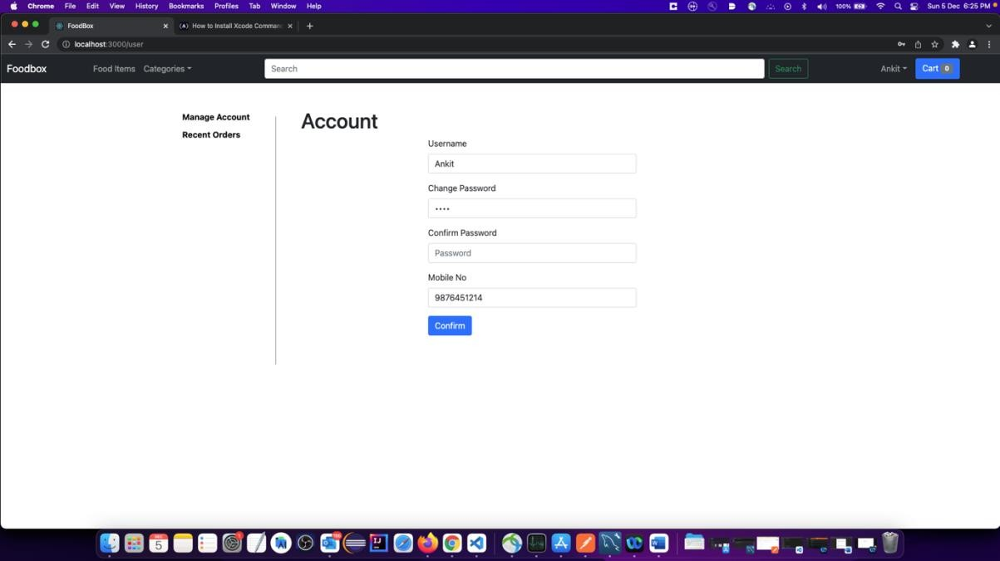 Chrome File Edit View History Bookmarks Profiles Tab Window Help 100% Sun 5 Dec 6:25 PM
FoodBox How to Install Xcode Comman
localhost:3000/user
Foodbox Food Items Categories Search Search Ankit Cart 0
Manage Account
Recent Orders
Account
Username
Ankit
Change Password
••••
Confirm Password
Password
Mobile No
9876451214
Confirm
DEC
5